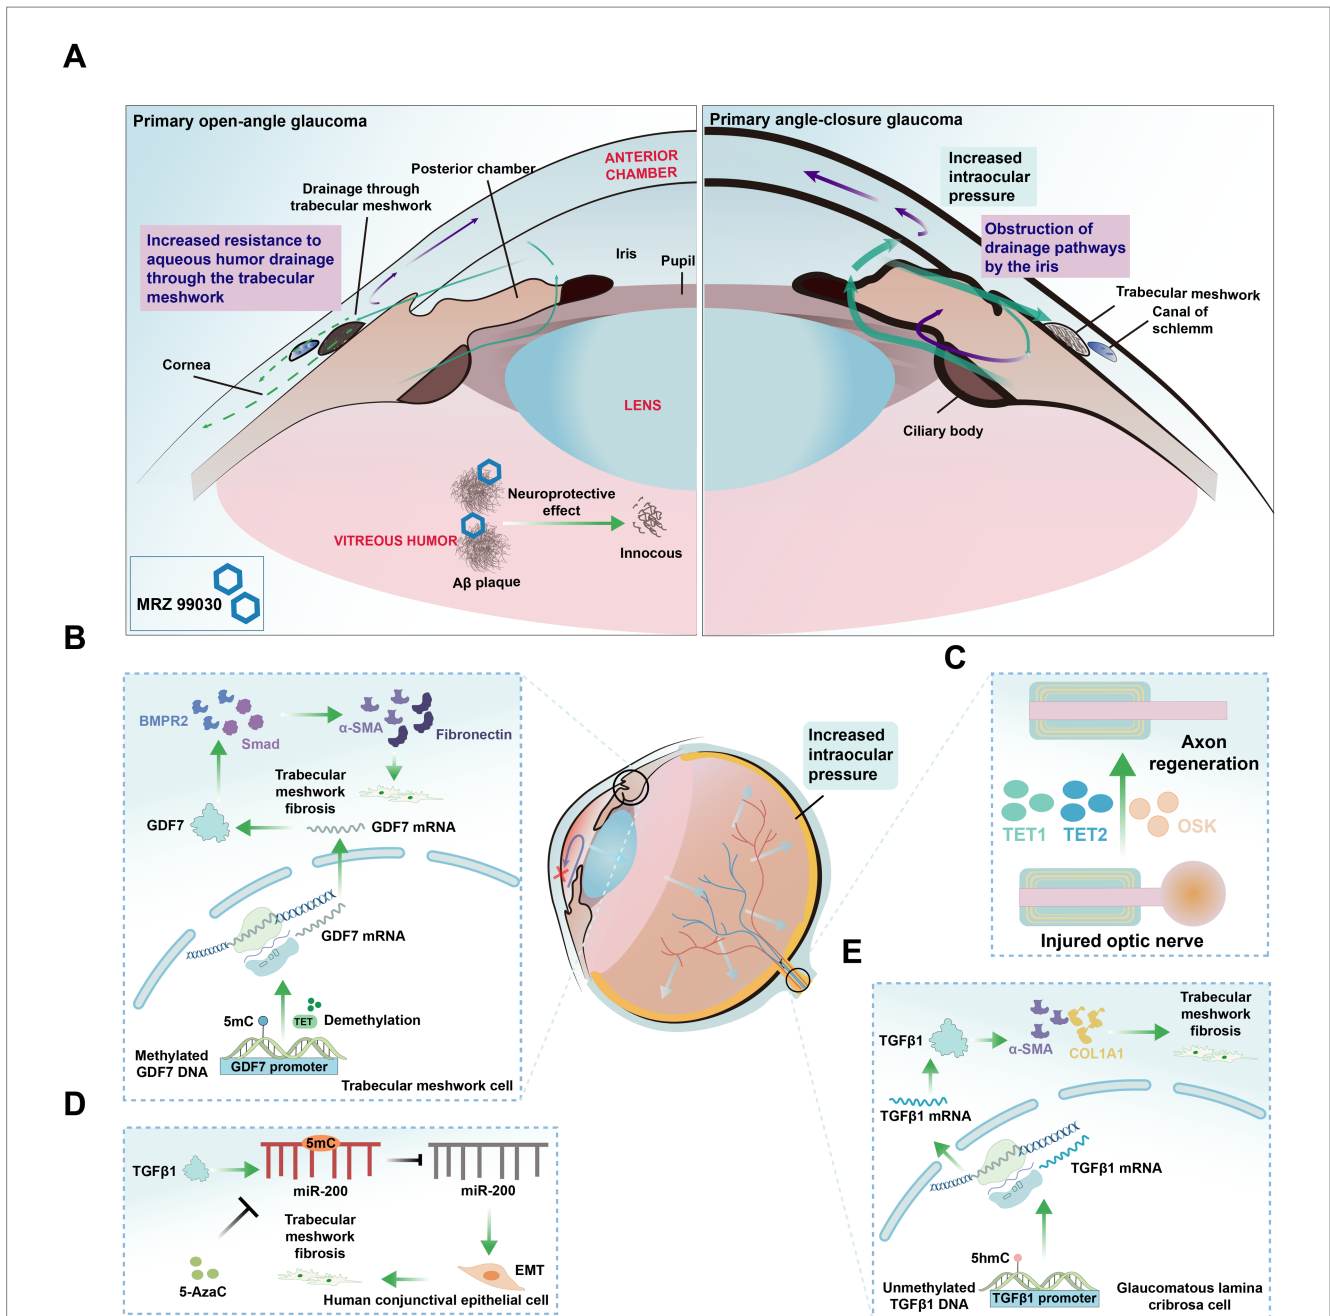 A
Primary open-angle glaucoma
Posterior chamber
ANTERIOR
CHAMBER
Drainage through
trabecular meshwork
Increased resistance to
aqueous humor drainage
through the trabecular
meshwork
Iris
Pupil
Cornea
LENS
Neuroprotective
effect
VITREOUS HUMOR
Innocous
Aβ plaque
MRZ 99030
Primary angle-closure glaucoma
Increased
intraocular
pressure
Obstruction of
drainage pathways
by the iris
Trabecular meshwork
Canal of
schlemm
Ciliary body
B
BMPR2
Smad
α-SMA
Fibronectin
Trabecular
meshwork
fibrosis
GDF7
GDF7 mRNA
GDF7 mRNA
5mC
TET
Demethylation
Methylated
GDF7 DNA
GDF7 promoter
Trabecular meshwork cell
Increased
intraocular
pressure
C
Axon
regeneration
TET1
TET2
OSK
Injured optic nerve
D
TGFβ1
5mC
miR-200
miR-200
Trabecular
meshwork
fibrosis
5-AzaC
EMT
Human conjunctival epithelial cell
E
TGFβ1
α-SMA
COL1A1
Trabecular
meshwork
fibrosis
TGFβ1 mRNA
TGFβ1 mRNA
5hmC
Unmethylated
TGFβ1 DNA
TGFβ1 promoter
Glaucomatous lamina
cribrosa cell